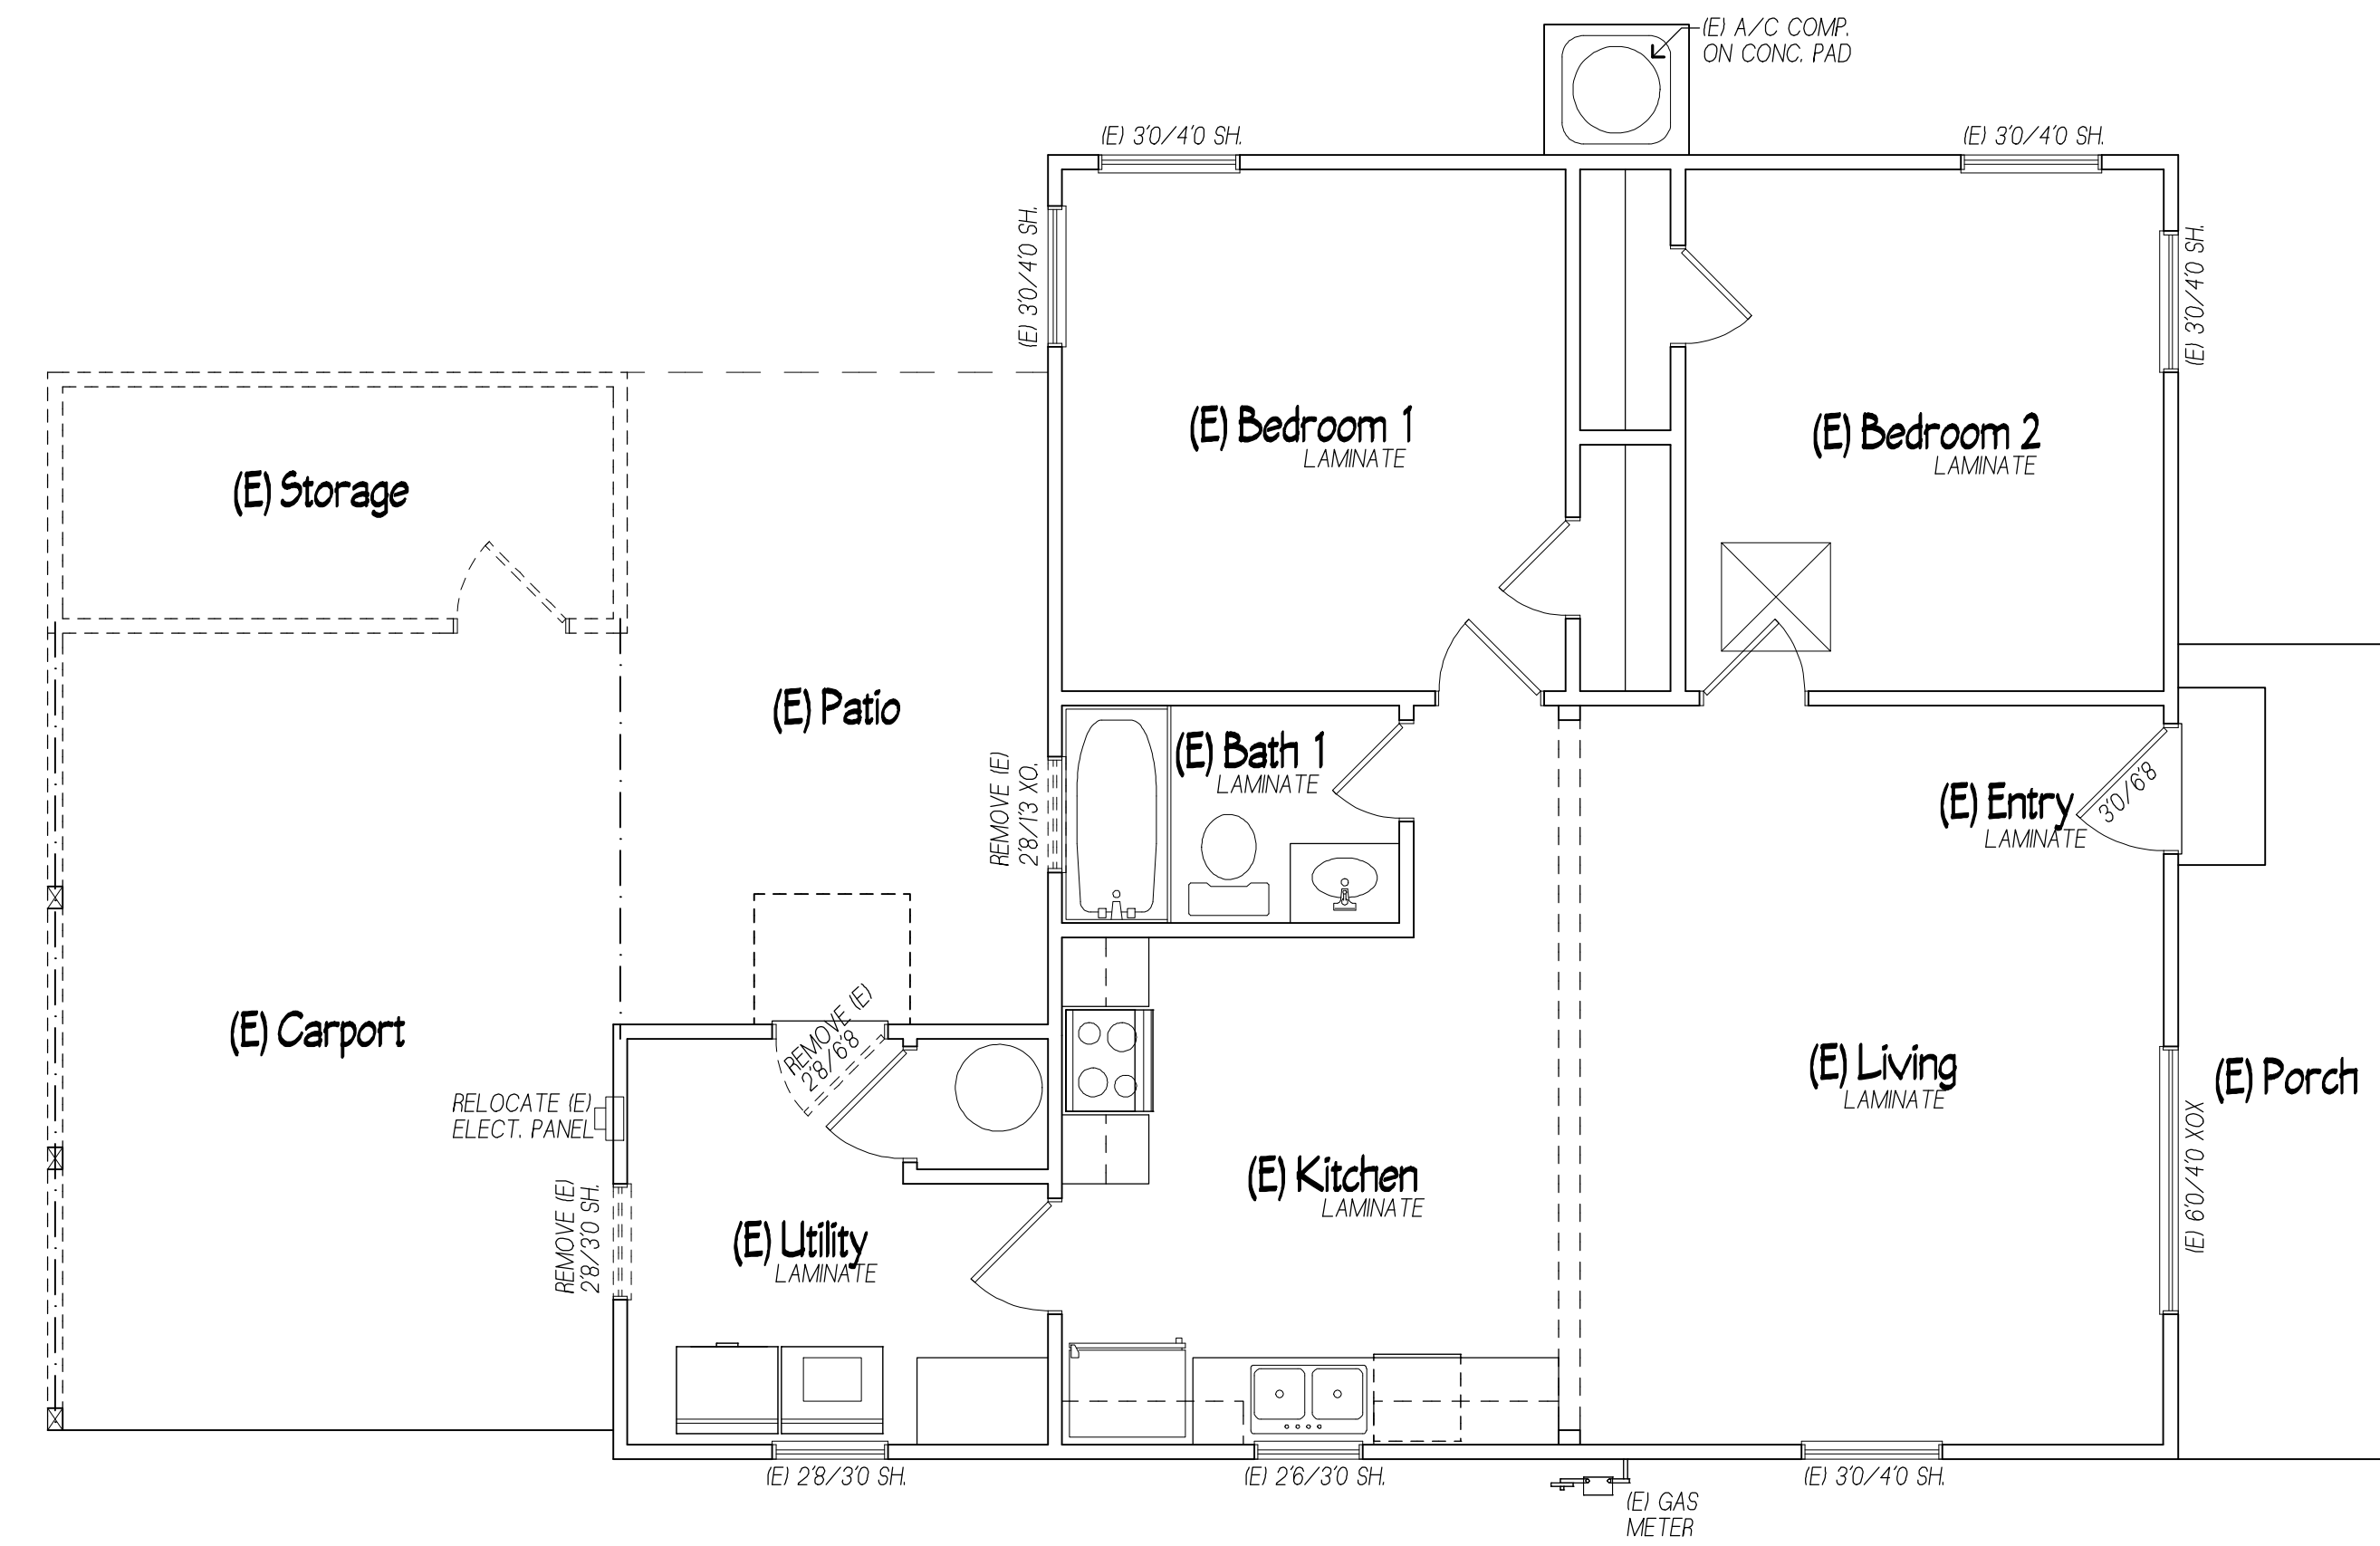 (E) A/C COMP.
ON CONC. PAD
(E) 3'0/4'0 SH.
(E) 3'0/4'0 SH.
(E) 3'0/4'0 SH.
(E) 3'0/4'0 SH.
(E) Bedroom 1
LAMINATE
(E) Bedroom 2
LAMINATE
(E) Storage
(E) Patio
(E) Bath 1
LAMINATE
REMOVE (E)
2'8/1'3 XO.
(E) Entry
LAMINATE
3'0/6'8
(E) Carport
REMOVE (E)
2'8/6'8
(E) Living
LAMINATE
(E) Porch
RELOCATE (E)
ELECT. PANEL
(E) Kitchen
LAMINATE
(E) 6'0/4'0 XOX
REMOVE (E)
2'8/3'0 SH.
(E) Utility
LAMINATE
(E) 2'8/3'0 SH.
(E) 2'6/3'0 SH.
(E) 3'0/4'0 SH.
(E) GAS
METER